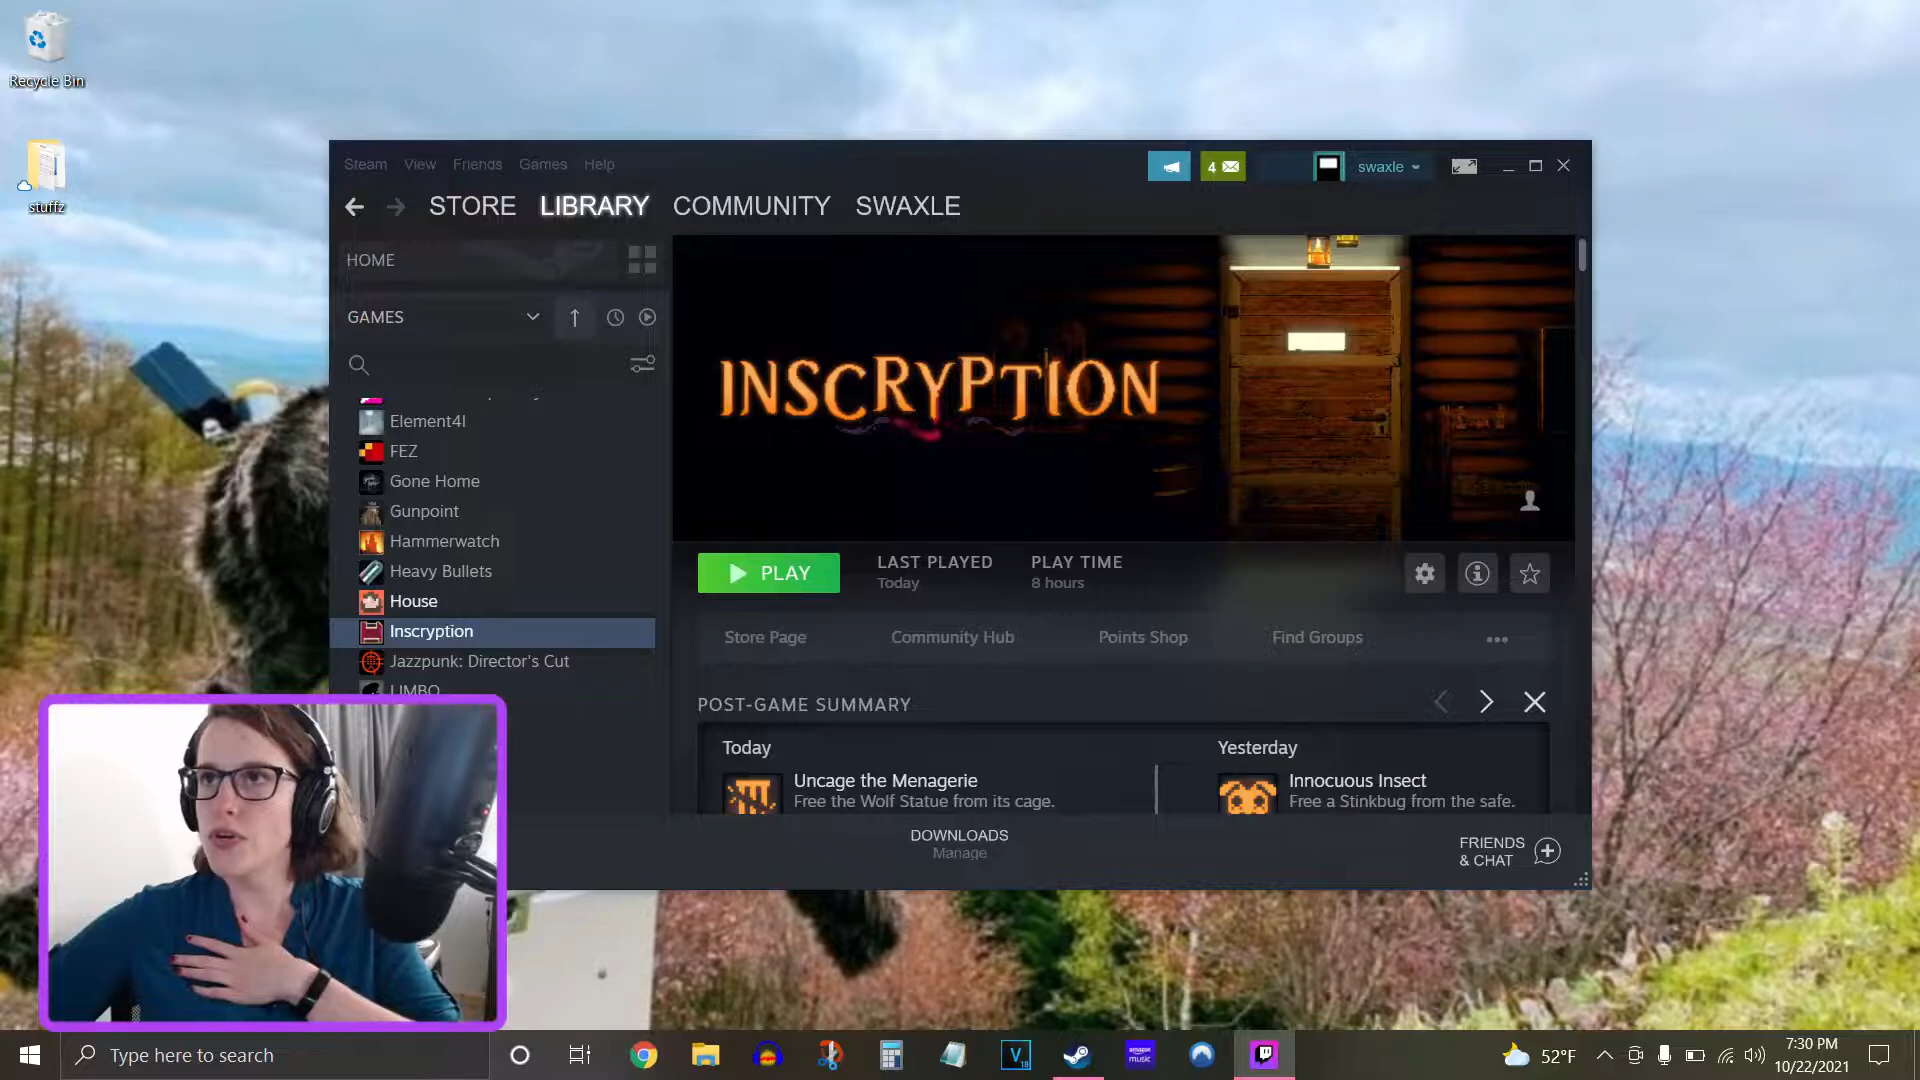 Recycle Bin
stuffz
Steam View Friends Games Help
4
swaxle
STORE LIBRARY COMMUNITY SWAXLE
HOME
GAMES
Element4l
FEZ
Gone Home
Gunpoint
Hammerwatch
Heavy Bullets
House
Inscryption
Jazzpunk: Director's Cut
LIMBO
INSCRYPTION
PLAY
LAST PLAYED
Today
PLAY TIME
8 hours
Store Page Community Hub Points Shop Find Groups
POST-GAME SUMMARY
Today
Uncage the Menagerie
Free the Wolf Statue from its cage.
Yesterday
Innocuous Insect
Free a Stinkbug from the safe.
DOWNLOADS
Manage
FRIENDS
& CHAT
Type here to search
V
18
amazon
music
52°F
7:30 PM
10/22/2021